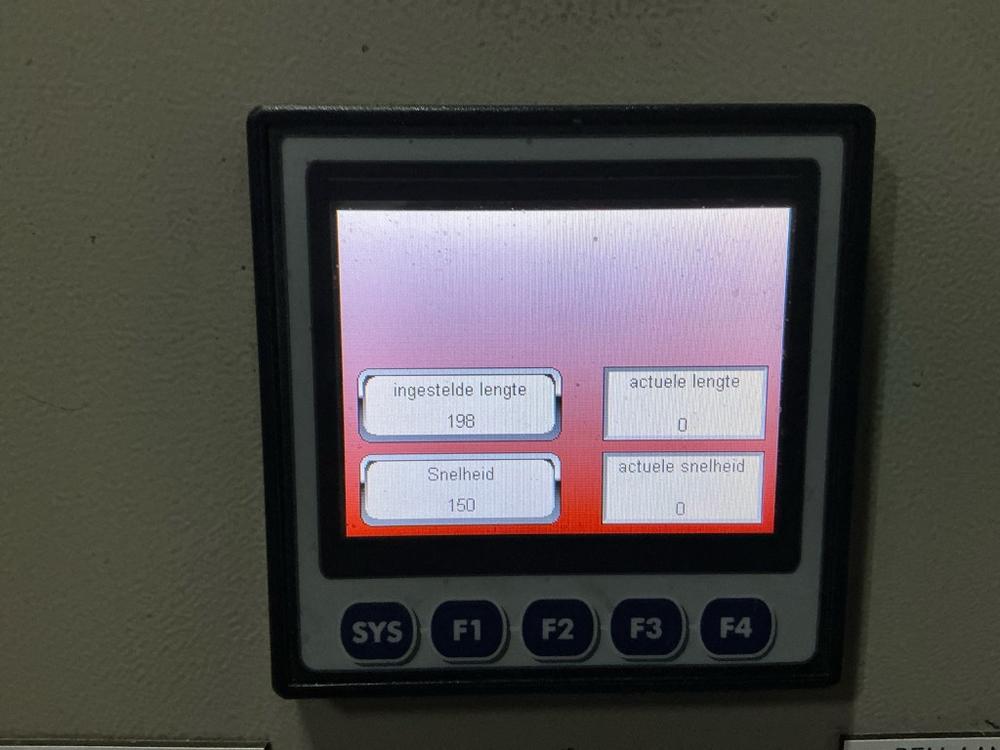 ingestelde lengte
198
actuele lengte
0
Snelheid
150
actuele snelheid
0
SYS F1 F2 F3 F4